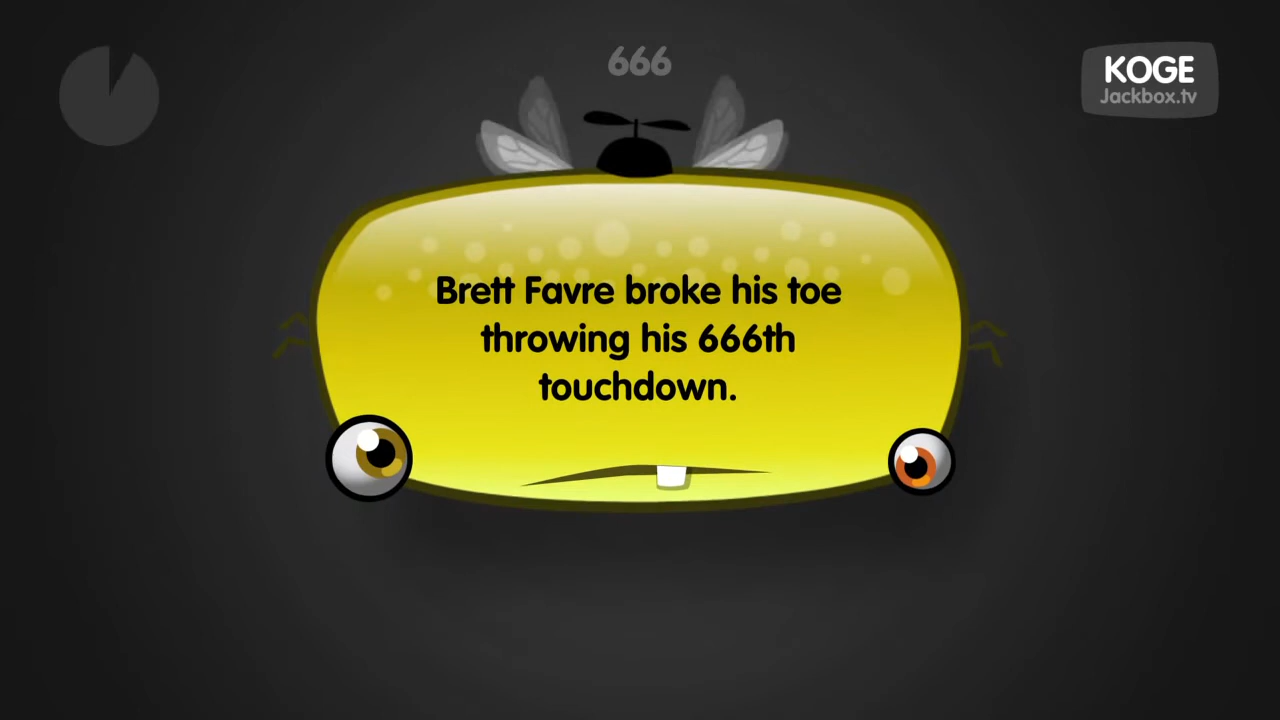 666
KOGE
Jackbox.tv
Brett Favre broke his toe
throwing his 666th
touchdown.